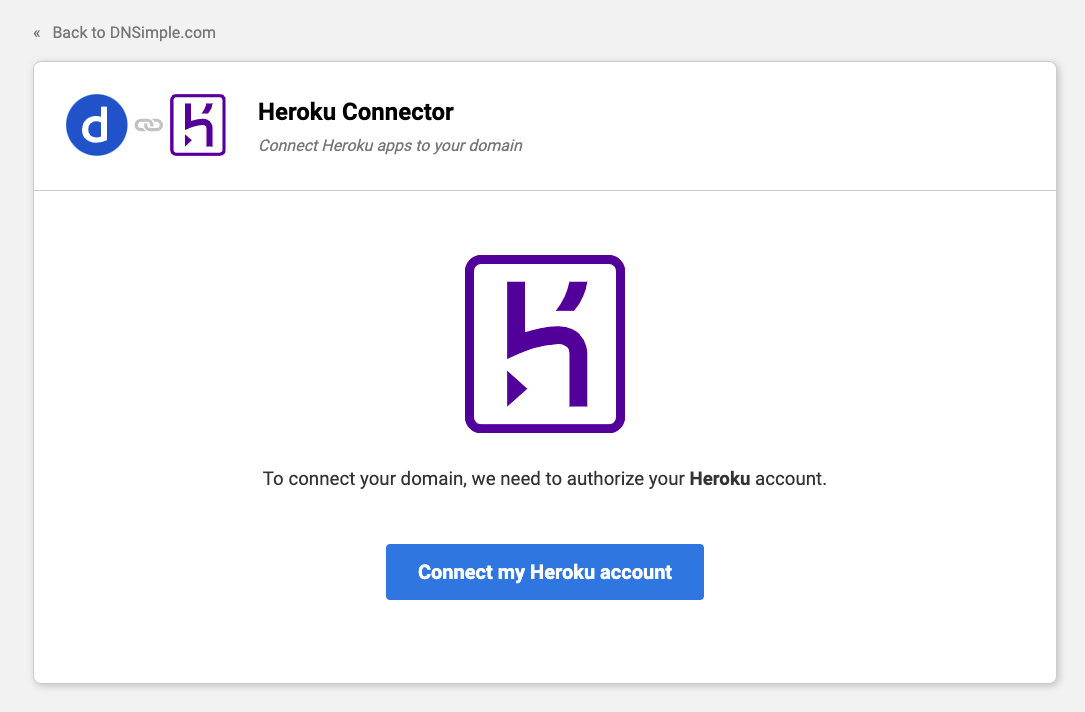 « Back to DNSimple.com
d
Heroku Connector
Connect Heroku apps to your domain
To connect your domain, we need to authorize your Heroku account.
Connect my Heroku account